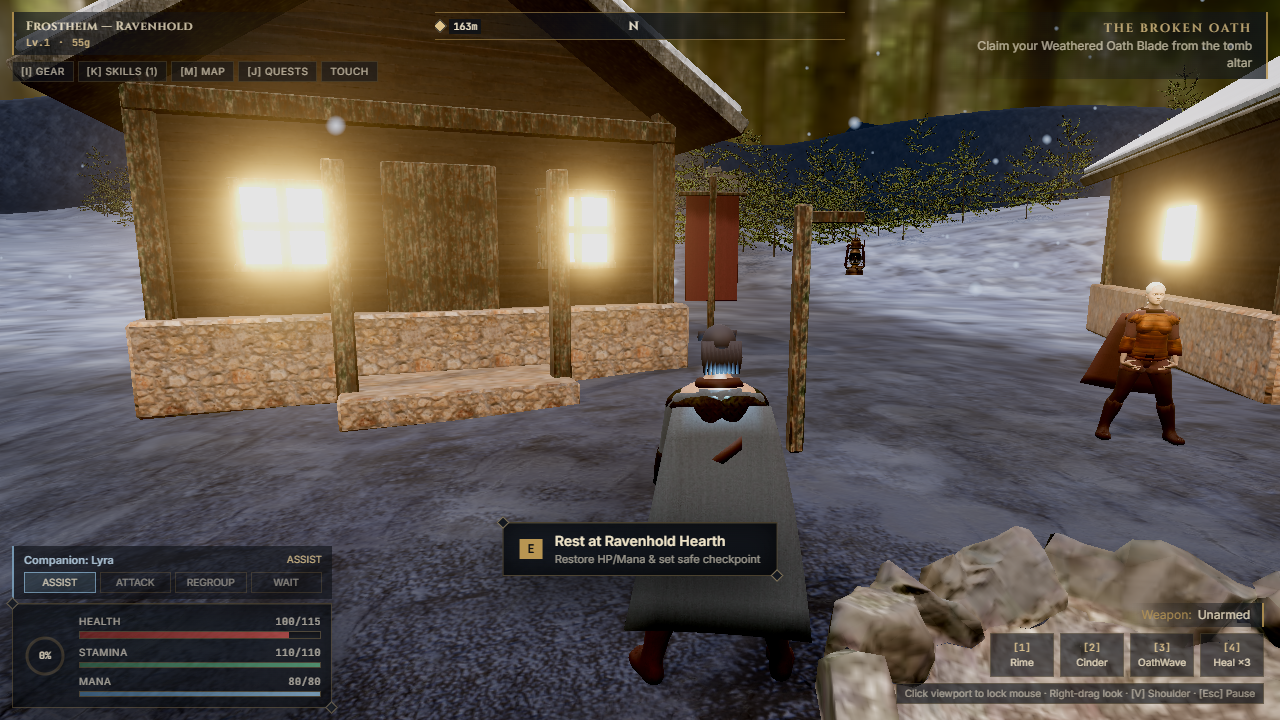 Frostheim — Ravenhold
Lv.1 · 55g
[I] GEAR
[K] SKILLS (1)
[M] MAP
[J] QUESTS
TOUCH
163m
N
THE BROKEN OATH
Claim your Weathered Oath Blade from the tomb
altar
E
Rest at Ravenhold Hearth
Restore HP/Mana & set safe checkpoint
Companion: Lyra
ASSIST
ASSIST
ATTACK
REGROUP
WAIT
0%
HEALTH 100/115
STAMINA 110/110
MANA 80/80
Weapon: Unarmed
[1]
Rime
[2]
Cinder
[3]
OathWave
[4]
Heal ×3
Click viewport to lock mouse · Right-drag look · [V] Shoulder · [Esc] Pause